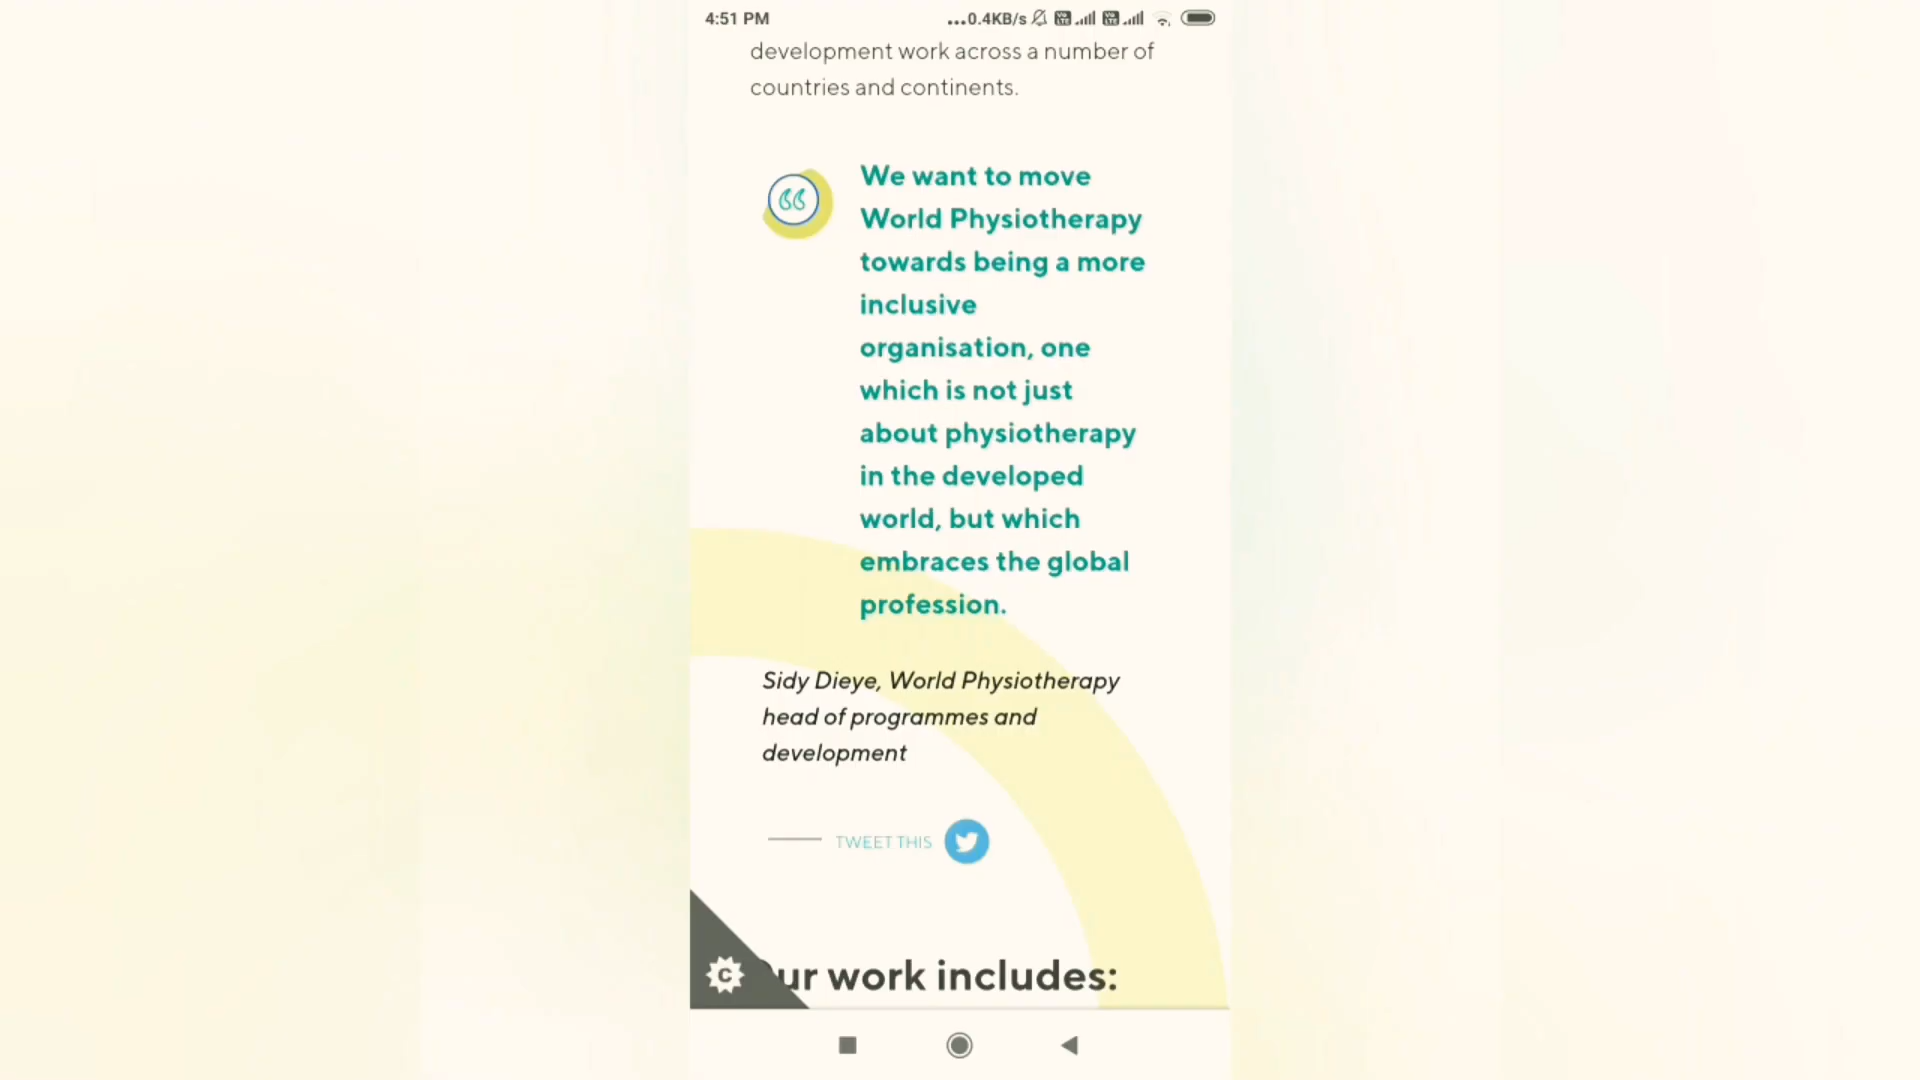 4:51 PM ...0.4KB/s
development work across a number of
countries and continents.
We want to move
World Physiotherapy
towards being a more
inclusive
organisation, one
which is not just
about physiotherapy
in the developed
world, but which
embraces the global
profession.
Sidy Dieye, World Physiotherapy
head of programmes and
development
TWEET THIS
C
ur work includes: